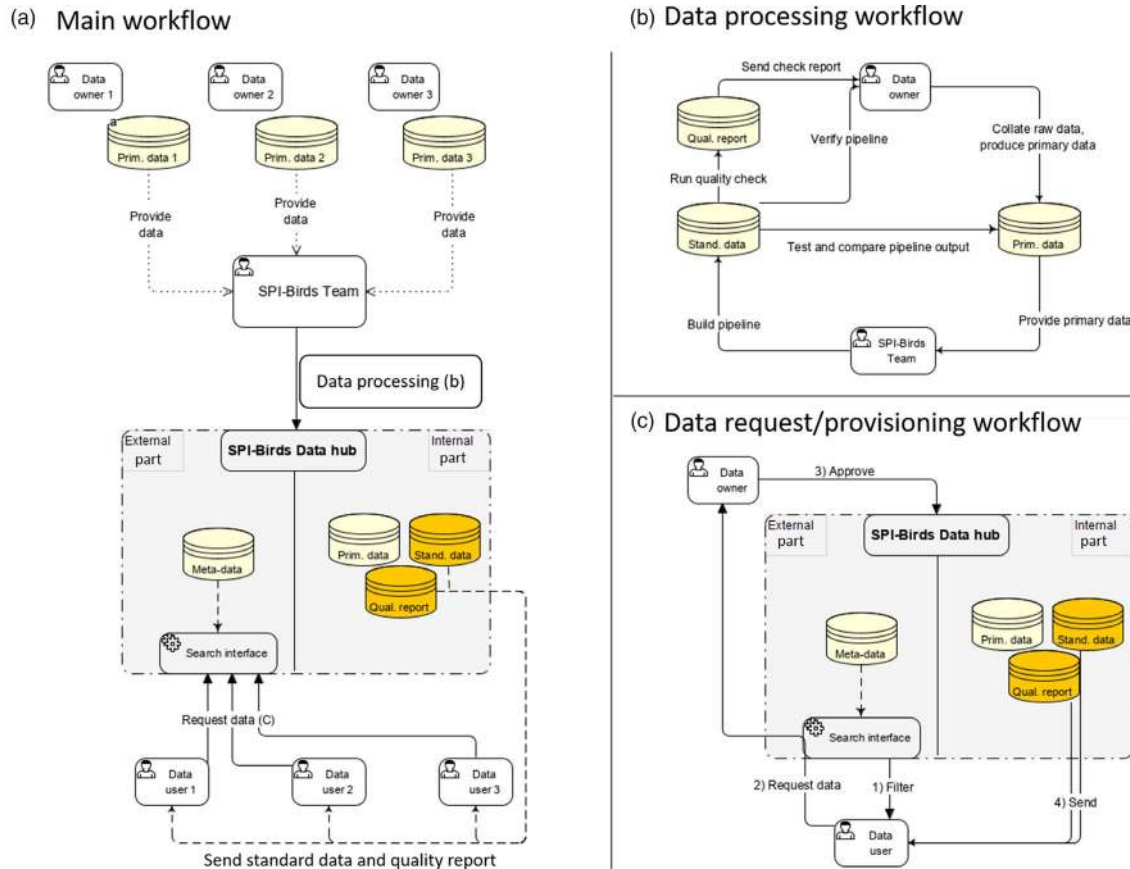 (a) Main workflow
Data
owner 1
Data
owner 2
Data
owner 3
a
Prim. data 1
Prim. data 2
Prim. data 3
Provide
data
Provide
data
Provide
data
SPI-Birds Team
Data processing (b)
External
part
SPI-Birds Data hub
Internal
part
Meta-data
Prim. data
Stand. data
Qual. report
Search interface
Request data (C)
Data
user 1
Data
user 2
Data
user 3
Send standard data and quality report
(b) Data processing workflow
Send check report
Data
owner
Qual. report
Verify pipeline
Collate raw data,
produce primary data
Run quality check
Stand. data
Test and compare pipeline output
Prim. data
Build pipeline
Provide primary data
SPI-Birds
Team
(c) Data request/provisioning workflow
Data
owner
3) Approve
External
part
SPI-Birds Data hub
Internal
part
Prim. data
Stand. data
Meta-data
Qual. report
Search interface
2) Request data
1) Filter
4) Send
Data
user